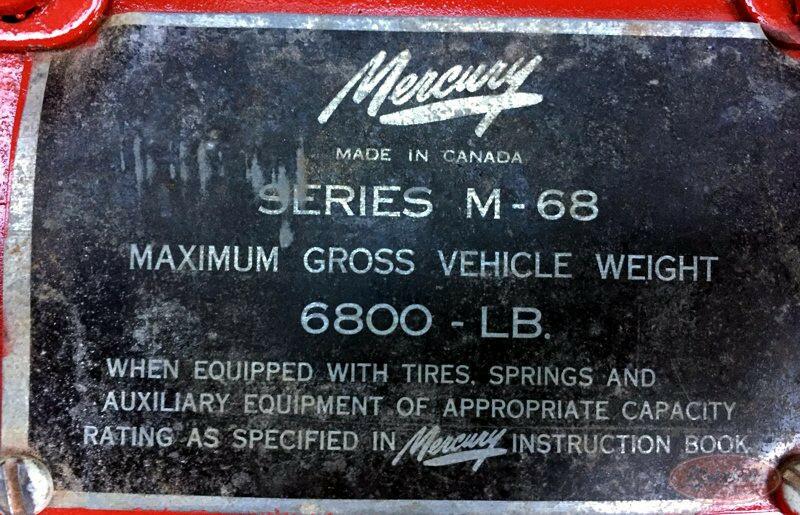 Mercury
MADE IN CANADA
SERIES M-68
MAXIMUM GROSS VEHICLE WEIGHT
6800 - LB.
WHEN EQUIPPED WITH TIRES, SPRINGS AND
AUXILIARY EQUIPMENT OF APPROPRIATE CAPACITY
RATING AS SPECIFIED IN Mercury INSTRUCTION BOOK